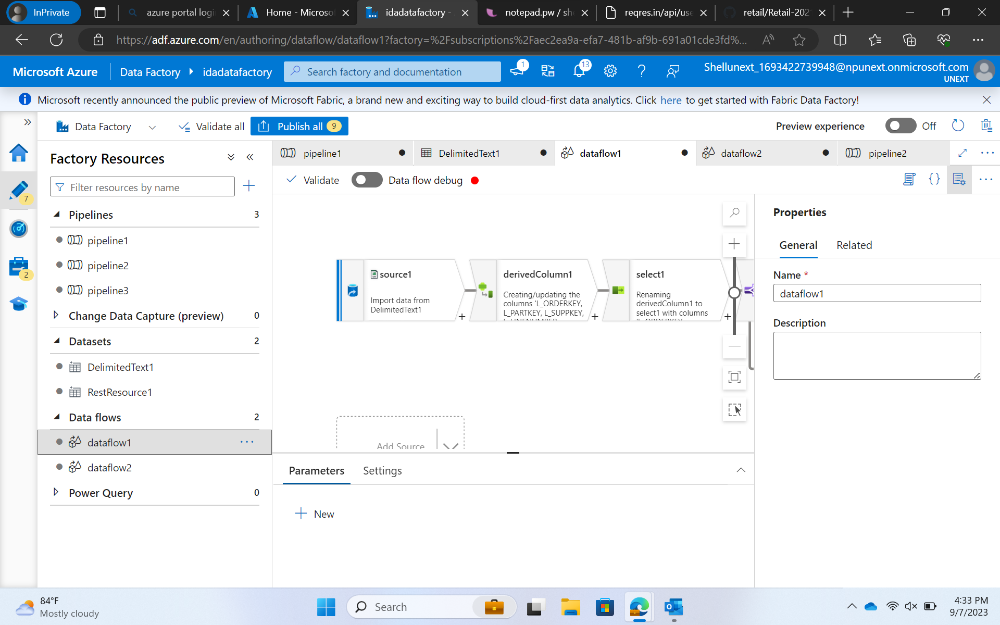 InPrivate
azure portal logi
Home - Microso
idadatafactory -
notepad.pw / sh
reqres.in/api/use
retail/Retail-202
https://adf.azure.com/en/authoring/dataflow/dataflow1?factory=%2Fsubscriptions%2Faec2ea9a-efa7-481b-af9b-691a01cde3fd%...
Microsoft Azure
Data Factory
idadatafactory
Search factory and documentation
1
13
Shellunext_1693422739948@npunext.onmicrosoft.com
UNEXT
Microsoft recently announced the public preview of Microsoft Fabric, a brand new and exciting way to build cloud-first data analytics. Click here to get started with Fabric Data Factory!
Data Factory
Validate all
Publish all 9
Preview experience
Off
Factory Resources
pipeline1
DelimitedText1
dataflow1
dataflow2
pipeline2
Filter resources by name
Validate
Data flow debug
7
2
Pipelines 3
pipeline1
pipeline2
pipeline3
Change Data Capture (preview) 0
Datasets 2
DelimitedText1
RestResource1
Data flows 2
dataflow1
dataflow2
Power Query 0
source1
Import data from
DelimitedText1
derivedColumn1
Creating/updating the
columns 'L_ORDERKEY,
L_PARTKEY, L_SUPPKEY,
select1
Renaming
derivedColumn1 to
select1 with columns
Add Source
Parameters
Settings
New
Properties
General
Related
Name *
dataflow1
Description
84°F
Mostly cloudy
Search
4:33 PM
9/7/2023